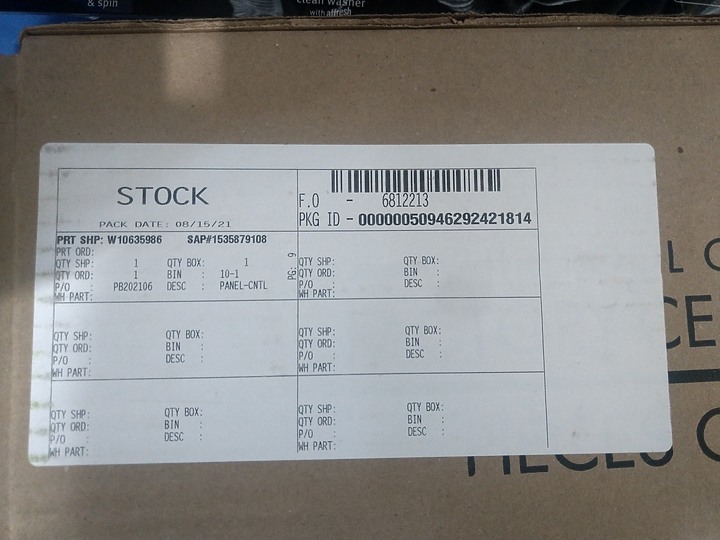 & spin
clean washer
with affresh
STOCK
PACK DATE: 08/15/21
F.O - 6812213
PKG ID - 00000050946292421814
PRT SHP: W10635986 SAP#1535879108
PRT ORD:
QTY SHP: 1 QTY BOX: 1
QTY ORD: 1 BIN : 10-1
P/O : PB202106 DESC : PANEL-CNTL
WH PART:
PG: 9
QTY SHP: QTY BOX:
QTY ORD: BIN :
P/O : DESC :
WH PART:
QTY SHP: QTY BOX:
QTY ORD: BIN :
P/O : DESC :
WH PART:
QTY SHP: QTY BOX:
QTY ORD: BIN :
P/O : DESC :
WH PART:
QTY SHP: QTY BOX:
QTY ORD: BIN :
P/O : DESC :
WH PART:
QTY SHP: QTY BOX:
QTY ORD: BIN :
P/O : DESC :
WH PART:
PIECES